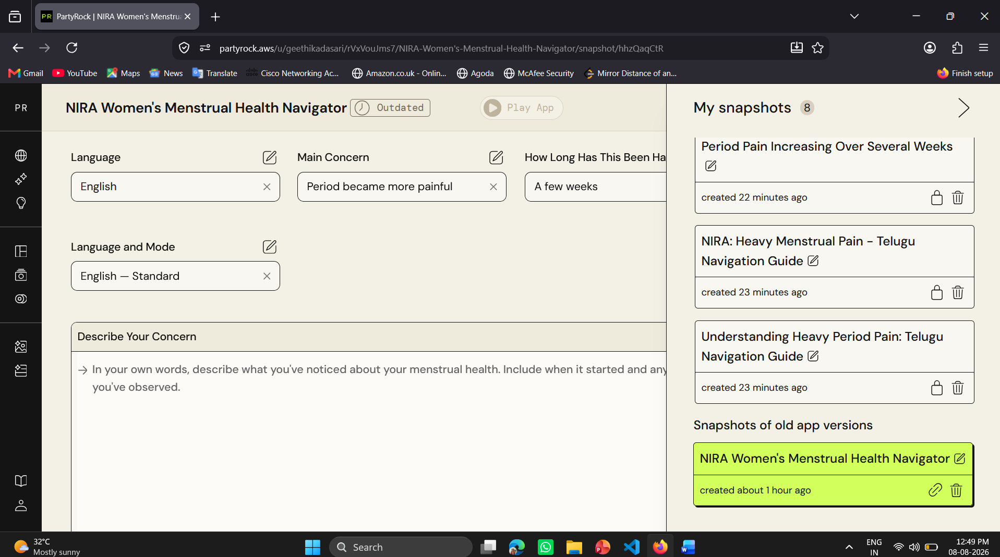 PR PartyRock | NIRA Women's Menstrua
partyrock.aws/u/geethikadasari/rVxVouJms7/NIRA-Women's-Menstrual-Health-Navigator/snapshot/hhzQaqCtR
Gmail YouTube Maps News Translate Cisco Networking Ac... Amazon.co.uk - Onlin... Agoda McAfee Security Mirror Distance of an... Finish setup
PR
NIRA Women's Menstrual Health Navigator Outdated Play App
Language
English
Main Concern
Period became more painful
How Long Has This Been Ha
A few weeks
Language and Mode
English — Standard
Describe Your Concern
In your own words, describe what you've noticed about your menstrual health. Include when it started and any
you've observed.
My snapshots 8
Period Pain Increasing Over Several Weeks
created 22 minutes ago
NIRA: Heavy Menstrual Pain - Telugu
Navigation Guide
created 23 minutes ago
Understanding Heavy Period Pain: Telugu
Navigation Guide
created 23 minutes ago
Snapshots of old app versions
NIRA Women's Menstrual Health Navigator
created about 1 hour ago
32°C
Mostly sunny
Search
ENG
IN
12:49 PM
08-08-2026